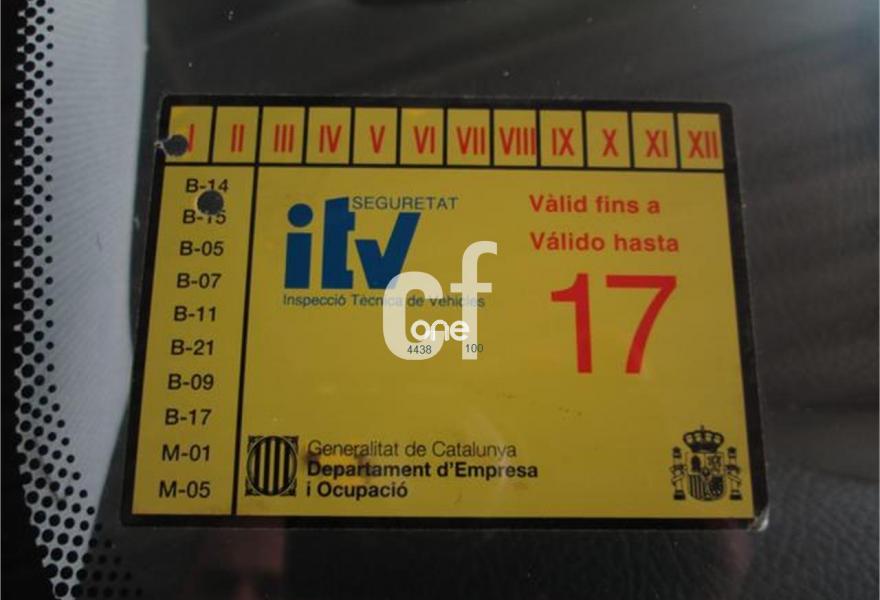 I II III IV V VI VII VIII IX X XI XII
B-14
B-15
B-05
B-07
B-11
B-21
B-09
B-17
M-01
M-05
SEGURETAT
itv
Inspecció Tècnica de Vehicles
Vàlid fins a
Válido hasta
17
cf
one
4438 100
Generalitat de Catalunya
Departament d'Empresa
i Ocupació